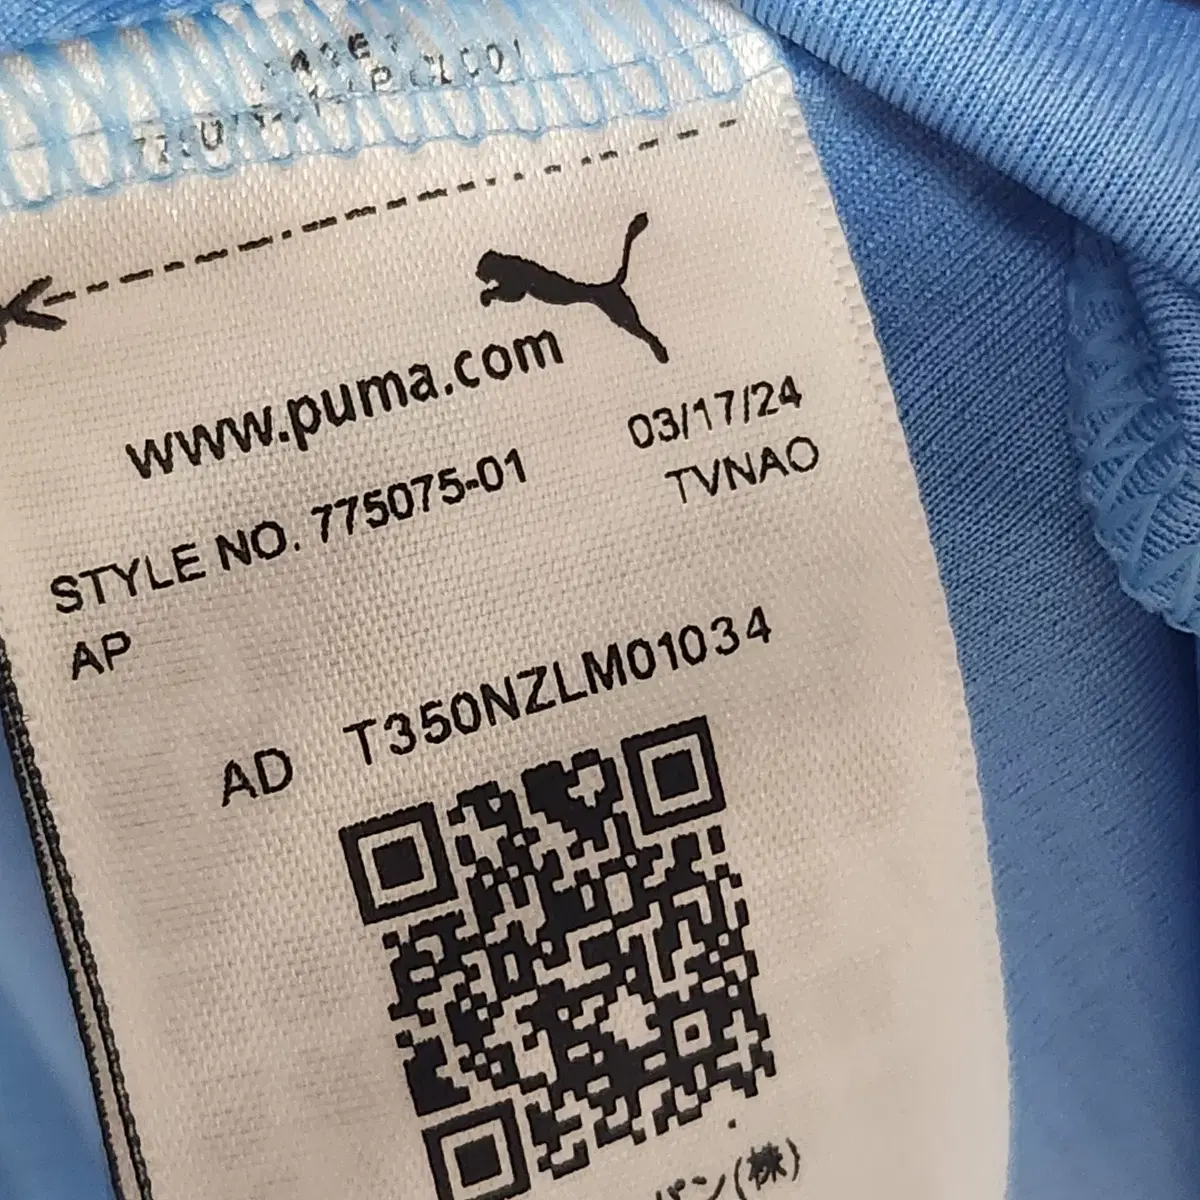 www.puma.com
03/17/24
STYLE NO. 775075-01
TVNAO
AP
AD T350NZLM01034
パン(株)